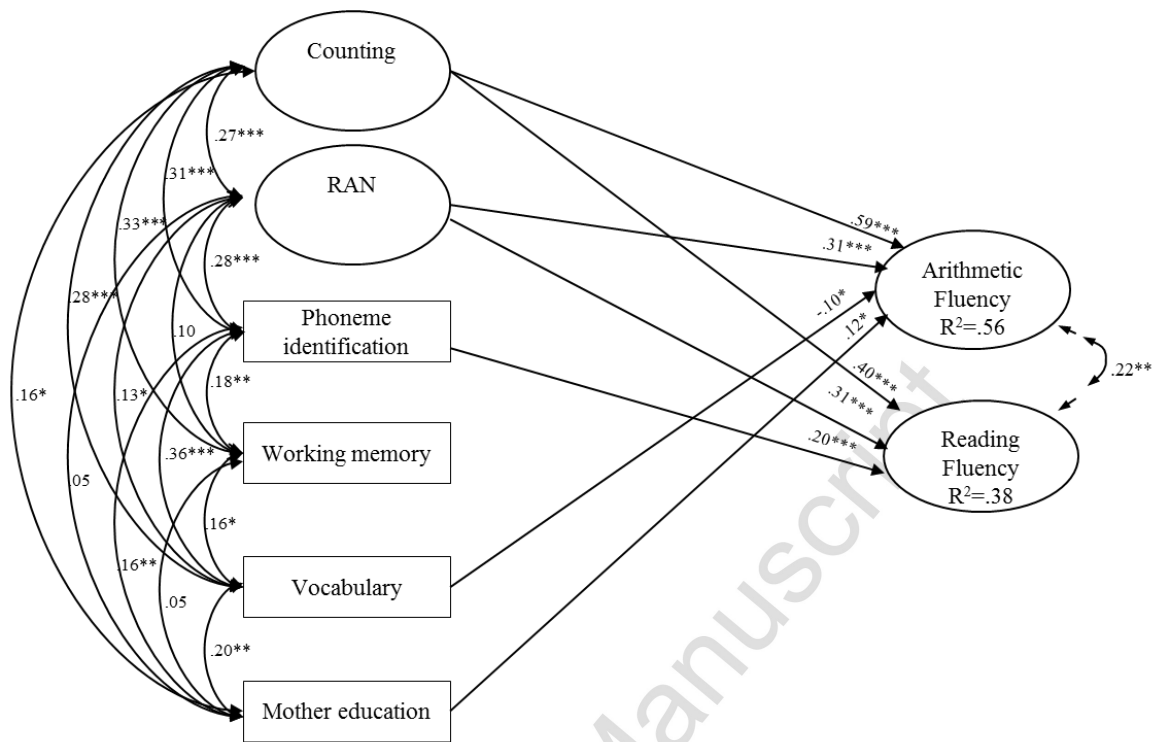 Counting
.27***
.31***
RAN
.33***
.59***
.31***
.28***
Arithmetic
Fluency
R²=.56
.28***
-.10*
Phoneme
identification
.10
.12*
.22**
.40***
.18**
.16*
.13*
.31***
.20***
Reading
Fluency
R²=.38
Working memory
.36***
.05
.16*
.16**
Vocabulary
.05
.20**
Mother education
Manuscript